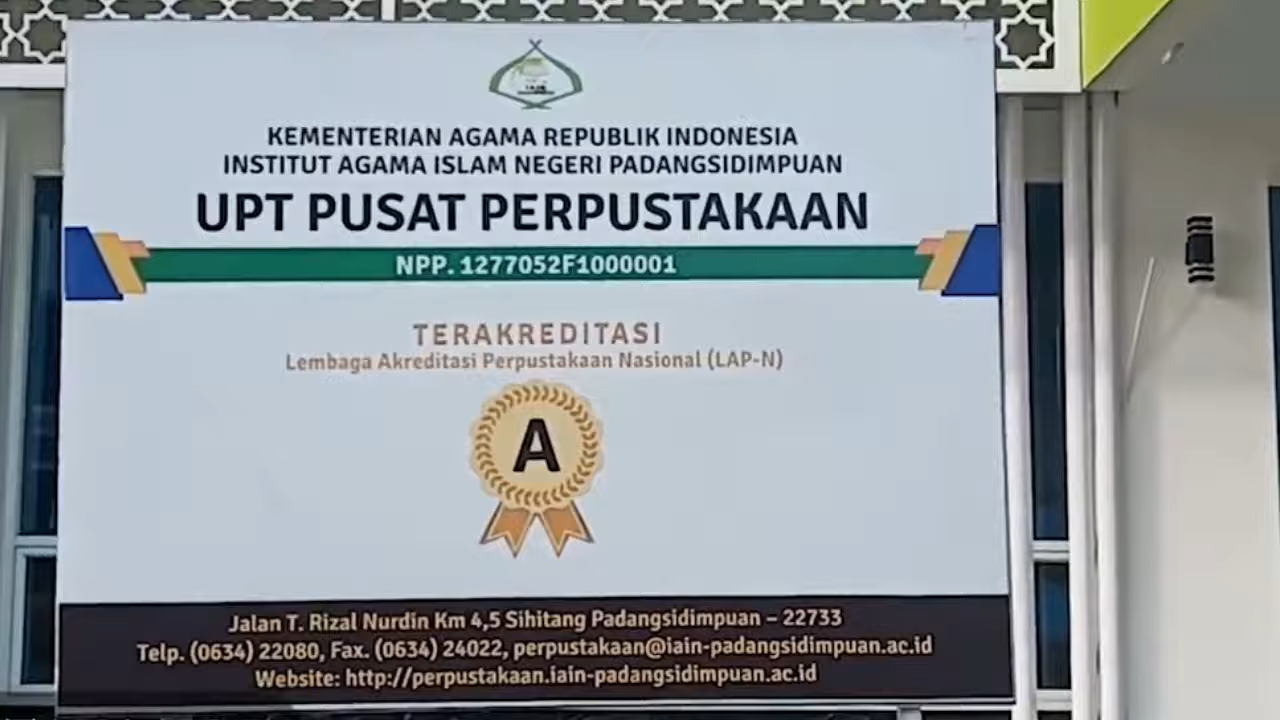 KEMENTERIAN AGAMA REPUBLIK INDONESIA
INSTITUT AGAMA ISLAM NEGERI PADANGSIDIMPUAN
UPT PUSAT PERPUSTAKAAN
NPP. 1277052F1000001
TERAKREDITASI
Lembaga Akreditasi Perpustakaan Nasional (LAP-N)
A
Jalan T. Rizal Nurdin Km 4,5 Sihitang Padangsidimpuan – 22733
Telp. (0634) 22080, Fax. (0634) 24022, perpustakaan@iain-padangsidimpuan.ac.id
Website: http://perpustakaan.iain-padangsidimpuan.ac.id